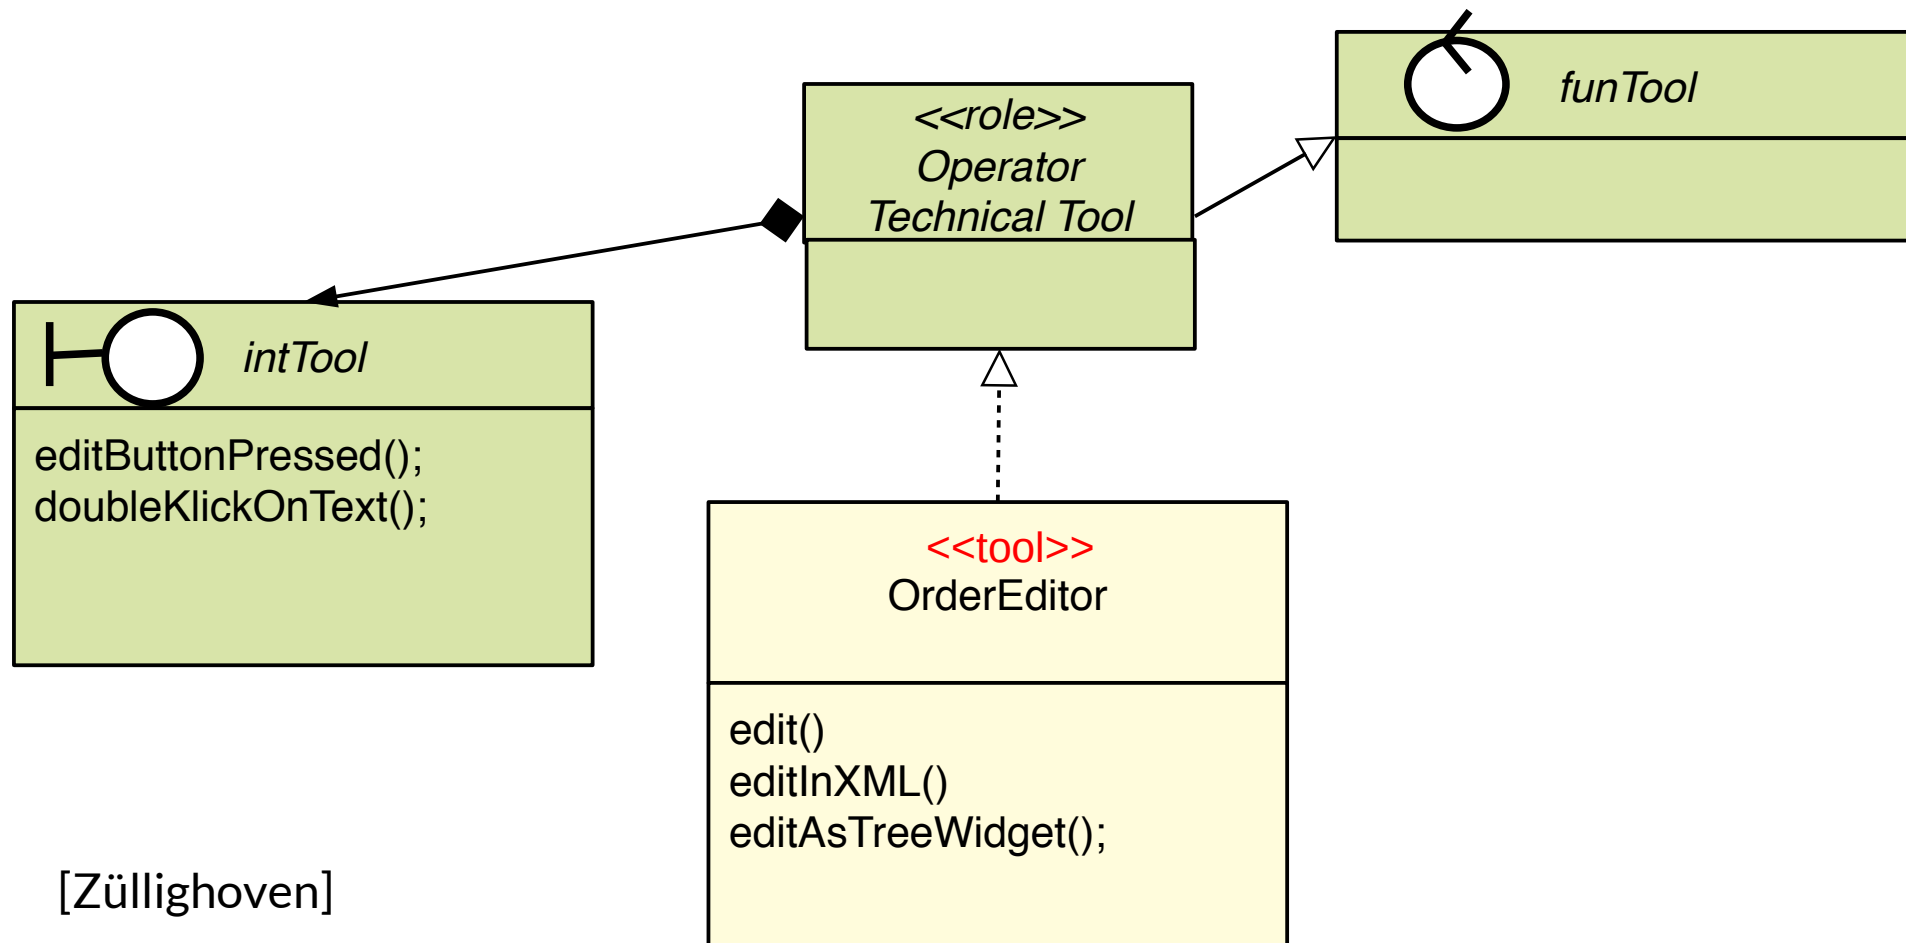 funTool
<<role>>
Operator
Technical Tool
intTool
editButtonPressed();
doubleKlickOnText();
<<tool>>
OrderEditor
edit()
editInXML()
editAsTreeWidget();
[Züllighoven]